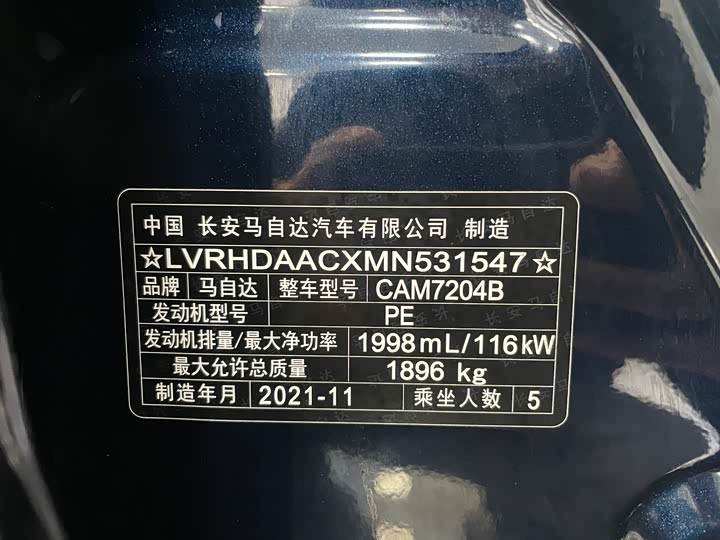 中国 长安马自达汽车有限公司 制造
☆LVRHDAACXMN531547☆
品牌 马自达 整车型号 CAM7204B
发动机型号 PE
发动机排量/最大净功率 1998mL/116kW
最大允许总质量 1896 kg
制造年月 2021-11 乘坐人数 5